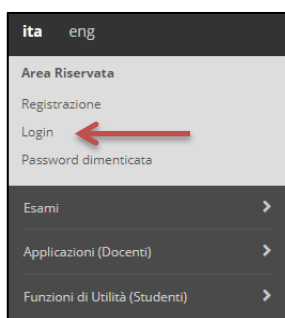 ita eng
Area Riservata
Registrazione
Login
Password dimenticata
Esami
Applicazioni (Docenti)
Funzioni di Utilità (Studenti)